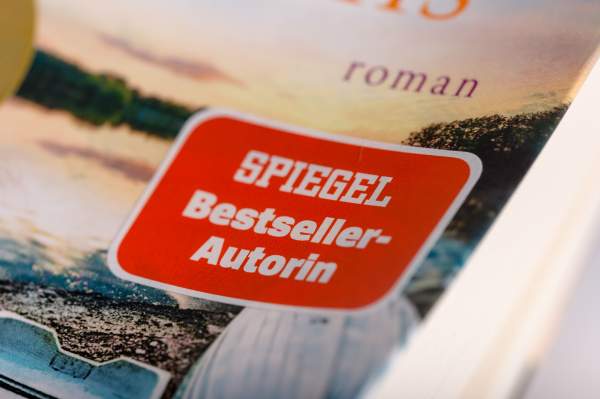 roman
SPIEGEL
Bestseller-
Autorin